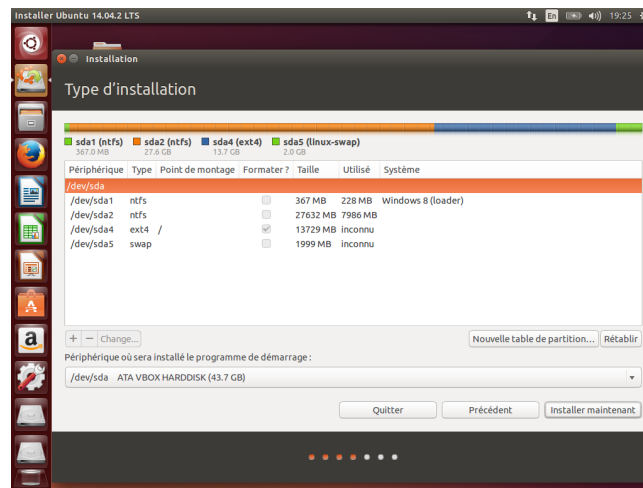 Installer Ubuntu 14.04.2 LTS
En
19:25
Installation
Type d'installation
sda1 (ntfs) sda2 (ntfs) sda4 (ext4) sda5 (linux-swap)
367.0 MB 27.6 GB 13.7 GB 2.0 GB
Périphérique Type Point de montage Formater ? Taille Utilisé Système
/dev/sda
/dev/sda1 ntfs 367 MB 228 MB Windows 8 (loader)
/dev/sda2 ntfs 27632 MB 7986 MB
/dev/sda4 ext4 / 13729 MB inconnu
/dev/sda5 swap 1999 MB inconnu
+ − Change... Nouvelle table de partition... Rétablir
Périphérique où sera installé le programme de démarrage :
/dev/sda ATA VBOX HARDDISK (43.7 GB)
Quitter Précédent Installer maintenant